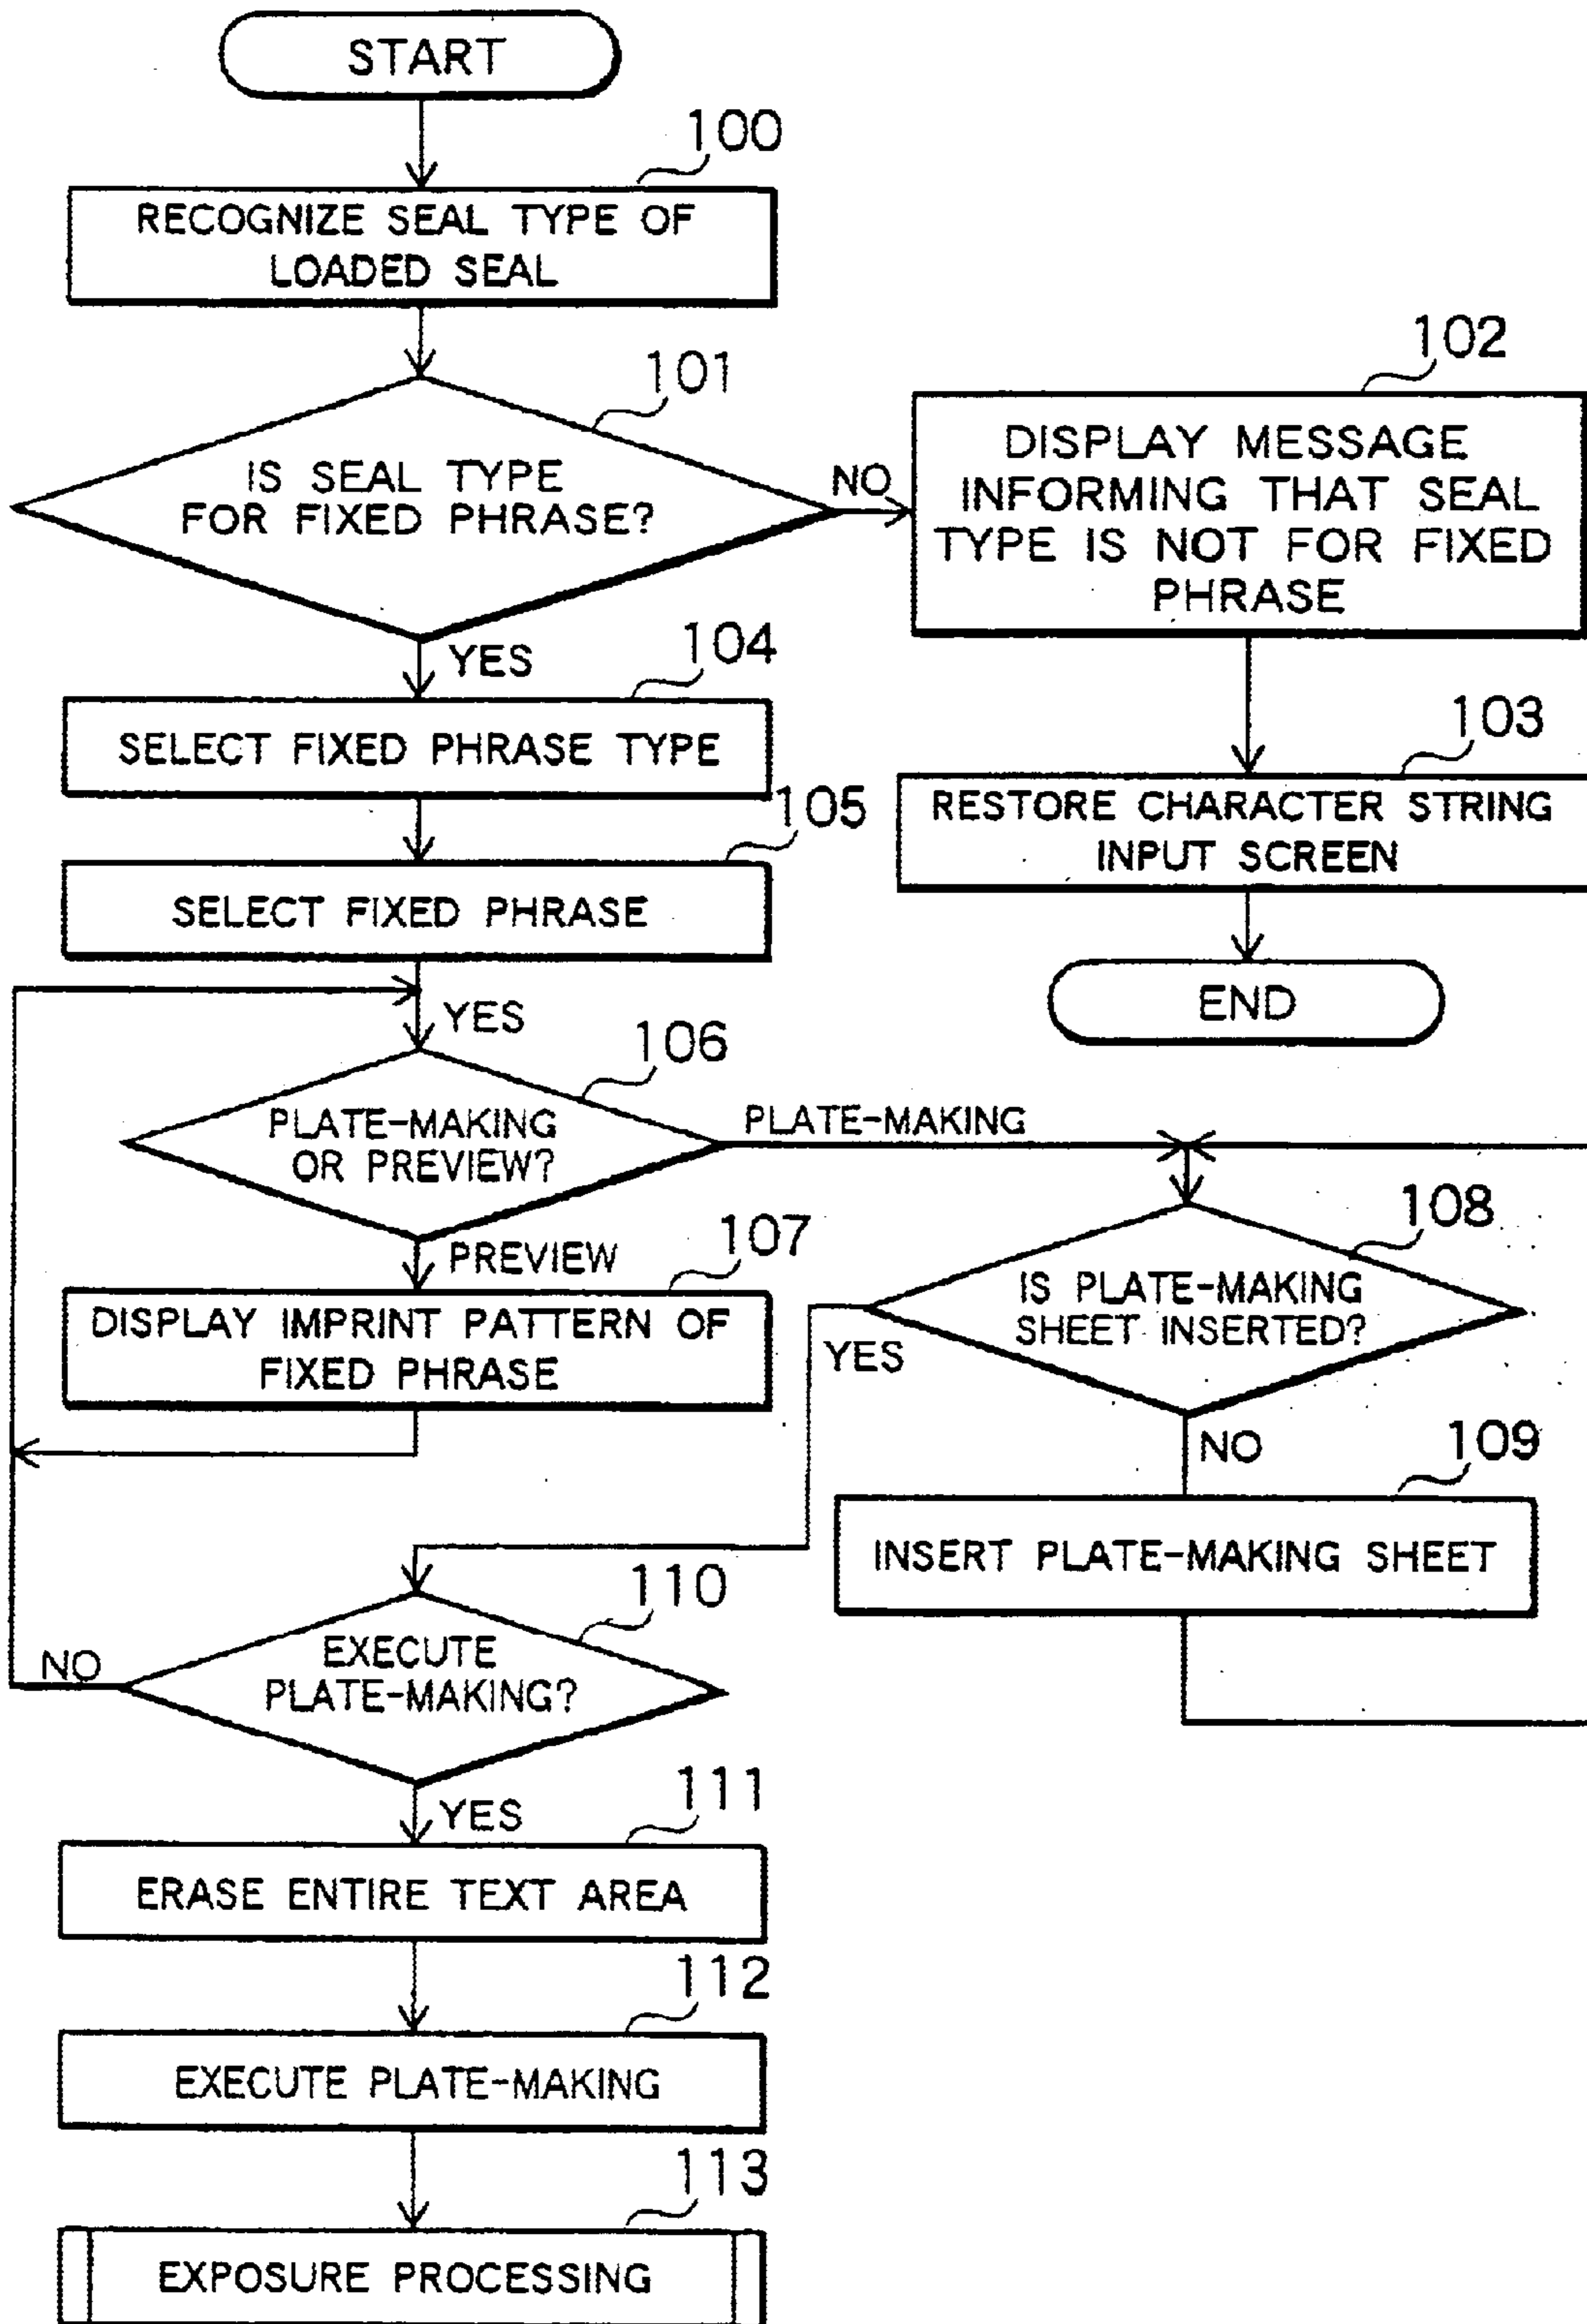 START
100
RECOGNIZE SEAL TYPE OF
LOADED SEAL
101
IS SEAL TYPE
FOR FIXED PHRASE?
NO
102
DISPLAY MESSAGE
INFORMING THAT SEAL
TYPE IS NOT FOR FIXED
PHRASE
YES
104
SELECT FIXED PHRASE TYPE
103
RESTORE CHARACTER STRING
INPUT SCREEN
105
SELECT FIXED PHRASE
END
YES
106
PLATE-MAKING
OR PREVIEW?
PLATE-MAKING
PREVIEW
107
DISPLAY IMPRINT PATTERN OF
FIXED PHRASE
108
IS PLATE-MAKING
SHEET INSERTED?
YES
NO
109
INSERT PLATE-MAKING SHEET
110
EXECUTE
PLATE-MAKING?
NO
YES
111
ERASE ENTIRE TEXT AREA
112
EXECUTE PLATE-MAKING
113
EXPOSURE PROCESSING